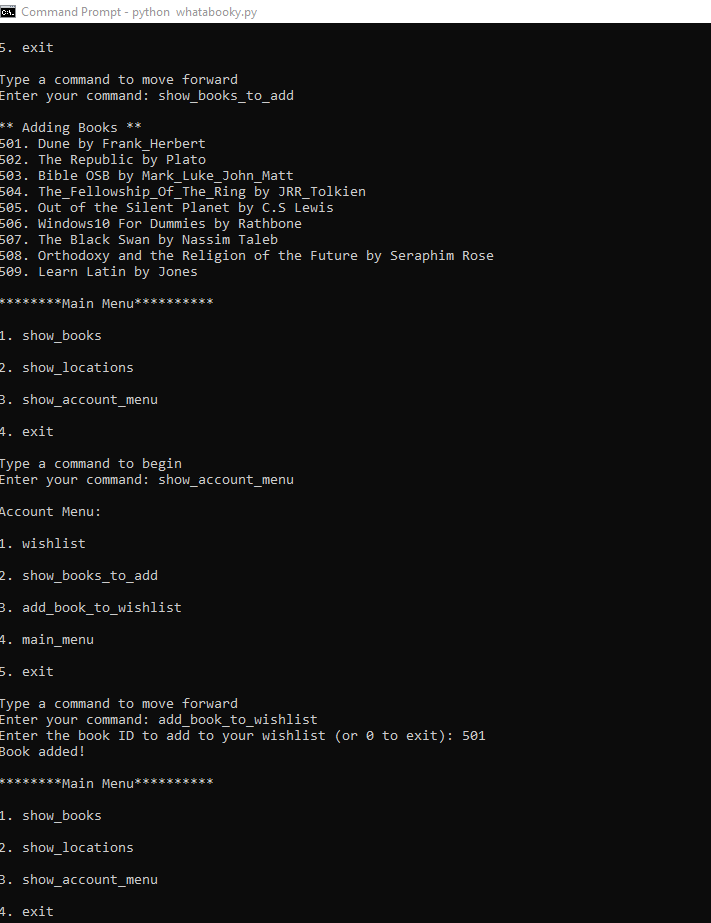 Command Prompt - python  whatabooky.py
5. exit
Type a command to move forward
Enter your command: show_books_to_add
** Adding Books **
501. Dune by Frank_Herbert
502. The Republic by Plato
503. Bible OSB by Mark_Luke_John_Matt
504. The_Fellowship_Of_The_Ring by JRR_Tolkien
505. Out of the Silent Planet by C.S Lewis
506. Windows10 For Dummies by Rathbone
507. The Black Swan by Nassim Taleb
508. Orthodoxy and the Religion of the Future by Seraphim Rose
509. Learn Latin by Jones
********Main Menu**********
1. show_books
2. show_locations
3. show_account_menu
4. exit
Type a command to begin
Enter your command: show_account_menu
Account Menu:
1. wishlist
2. show_books_to_add
3. add_book_to_wishlist
4. main_menu
5. exit
Type a command to move forward
Enter your command: add_book_to_wishlist
Enter the book ID to add to your wishlist (or 0 to exit): 501
Book added!
********Main Menu**********
1. show_books
2. show_locations
3. show_account_menu
4. exit